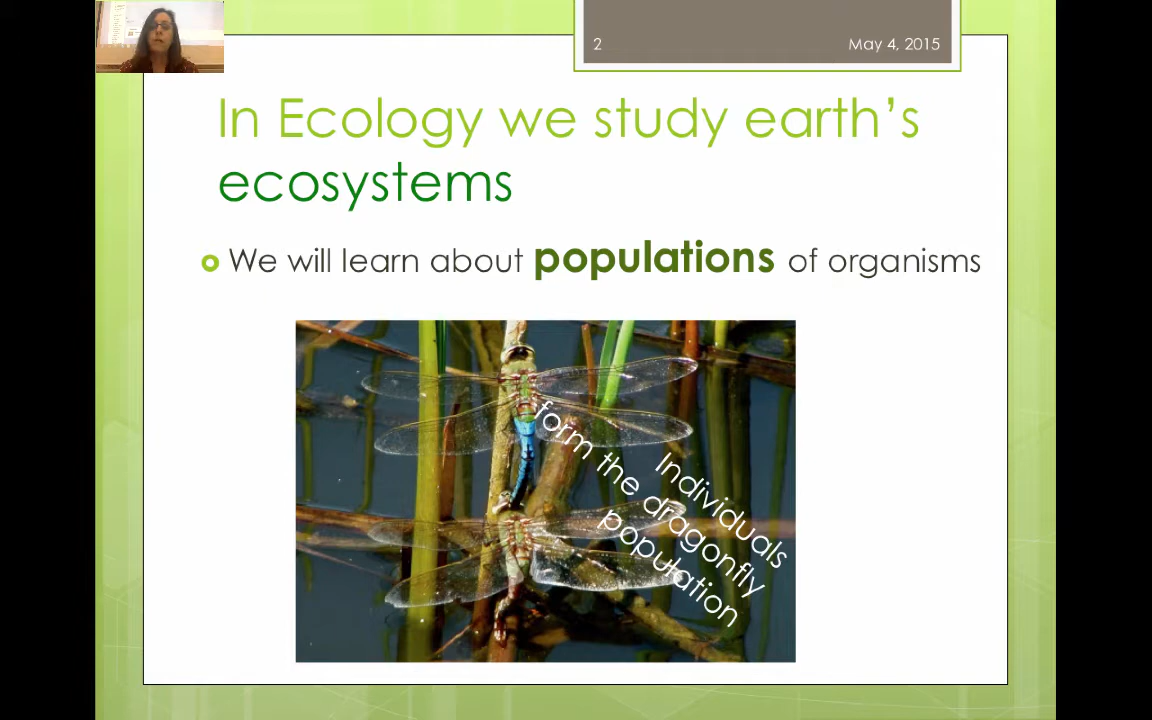 2
May 4, 2015
In Ecology we study earth’s
ecosystems
We will learn about populations of organisms
Individuals
form the dragonfly
population